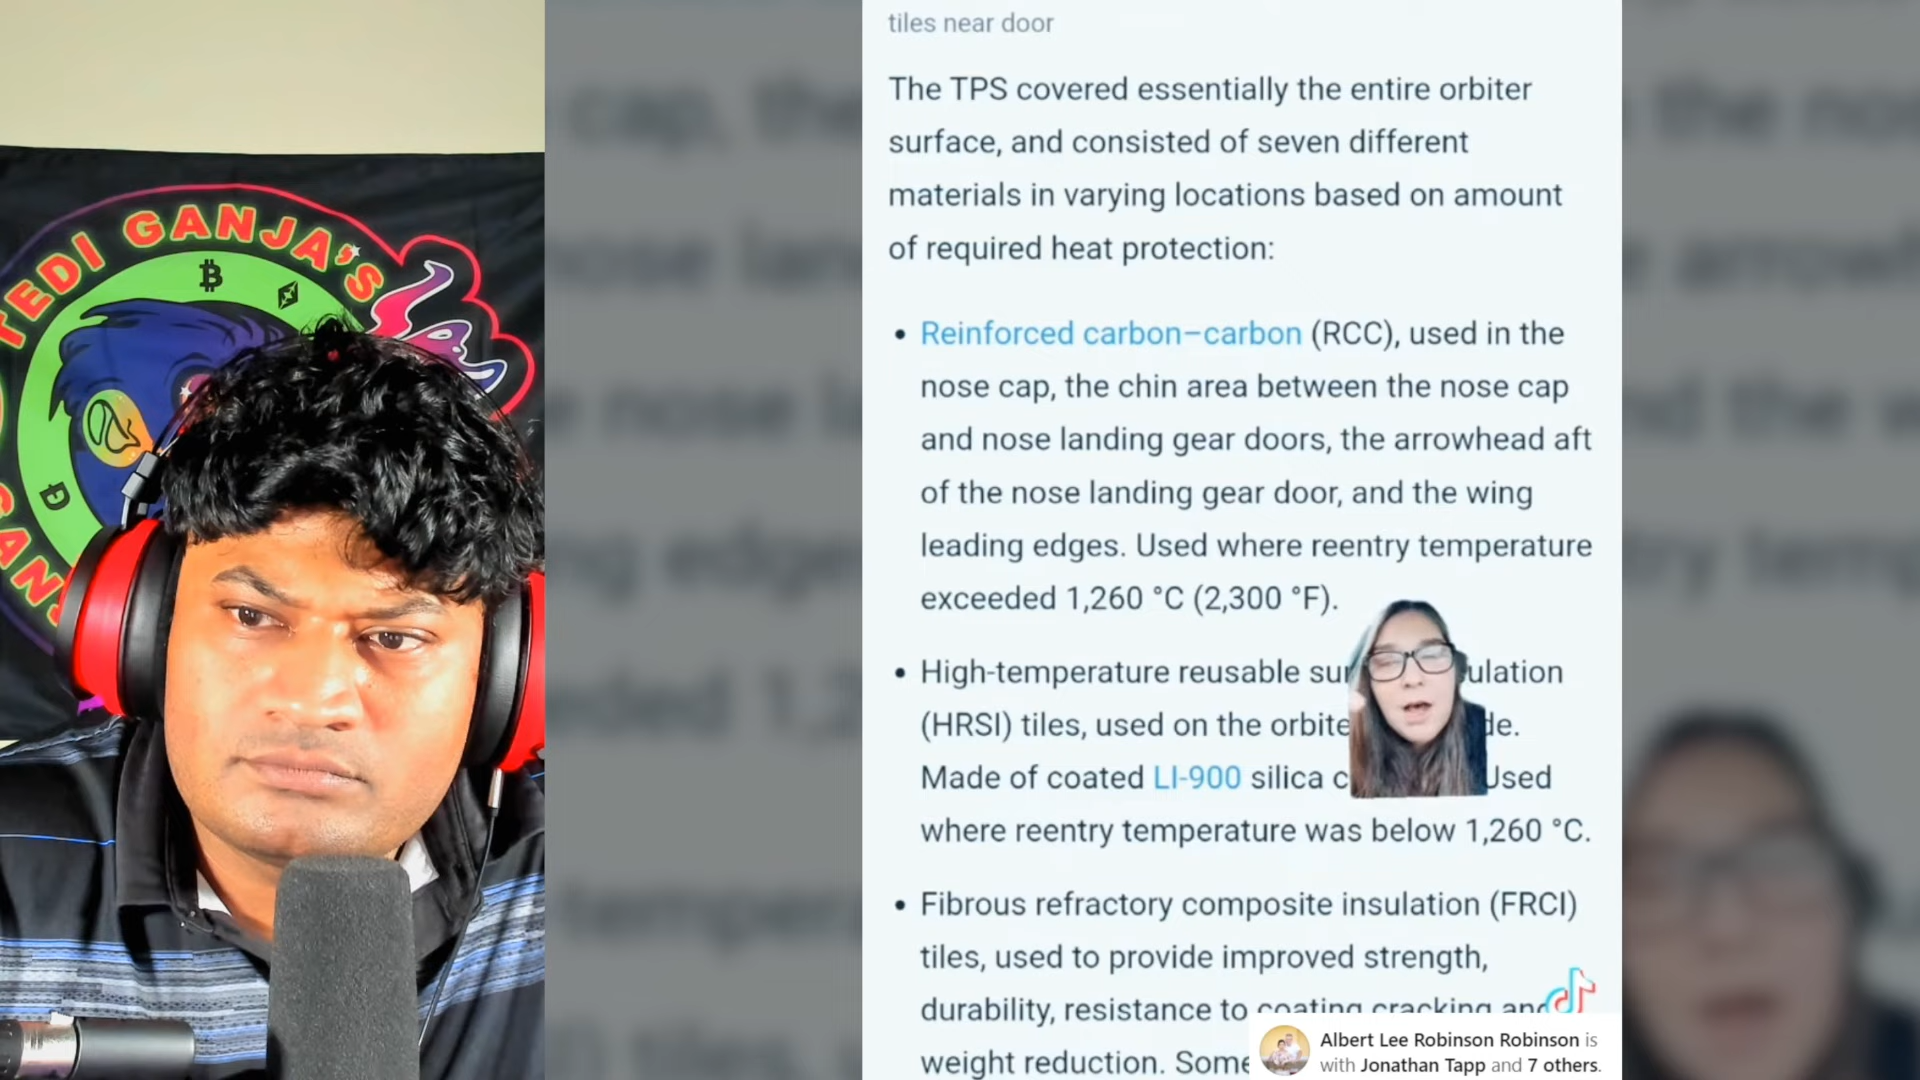 TEDI GANJA'S
tiles near door
The TPS covered essentially the entire orbiter
surface, and consisted of seven different
materials in varying locations based on amount
of required heat protection:
• Reinforced carbon–carbon (RCC), used in the
nose cap, the chin area between the nose cap
and nose landing gear doors, the arrowhead aft
of the nose landing gear door, and the wing
leading edges. Used where reentry temperature
exceeded 1,260 °C (2,300 °F).
• High-temperature reusable
(HRSI) tiles, used on the
Made of coated LI-900 silica Used
where reentry temperature was below 1,260 °C.
• Fibrous refractory composite insulation (FRCI)
tiles, used to provide improved strength,
durability, resistance to coating cracking and
weight reduction. Some
Albert Lee Robinson Robinson is
with Jonathan Tapp and 7 others.